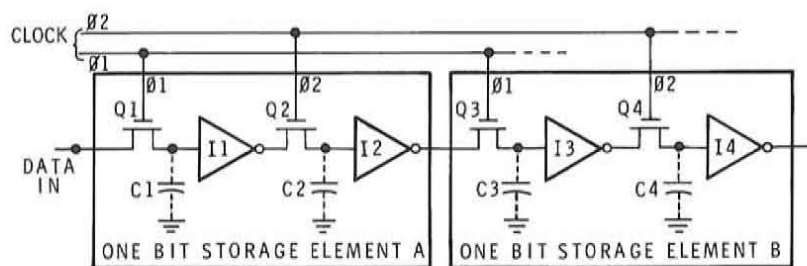 Ø2
CLOCK
Ø1
Ø1
Ø2
Ø1
Ø2
Q1
Q2
Q3
Q4
I1
I2
I3
I4
DATA
IN
C1
C2
C3
C4
ONE BIT STORAGE ELEMENT A
ONE BIT STORAGE ELEMENT B